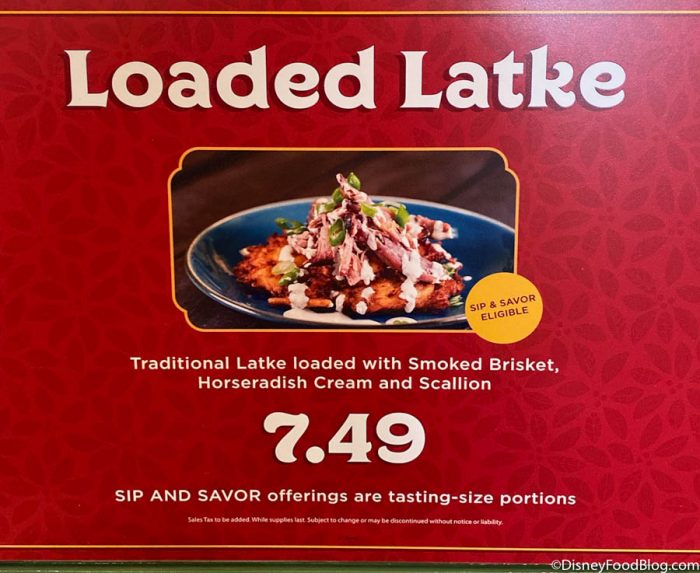 Loaded Latke
SIP & SAVOR
ELIGIBLE
Traditional Latke loaded with Smoked Brisket,
Horseradish Cream and Scallion
7.49
SIP AND SAVOR offerings are tasting-size portions
Sales Tax to be added. While supplies last. Subject to change or may be discontinued without notice or liability.
©DisneyFoodBlog.com